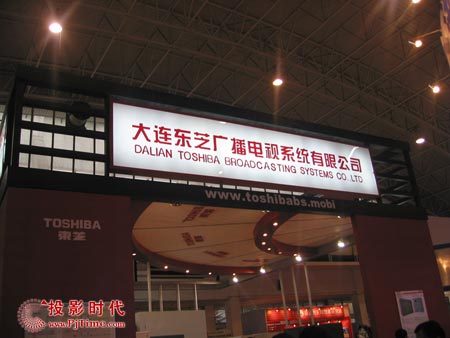 大连东芝广播电视系统有限公司
DALIAN TOSHIBA BROADCASTING SYSTEMS CO.,LTD
www.toshibabs.mobi
TOSHIBA
東芝
投影时代
www.PjTime.com